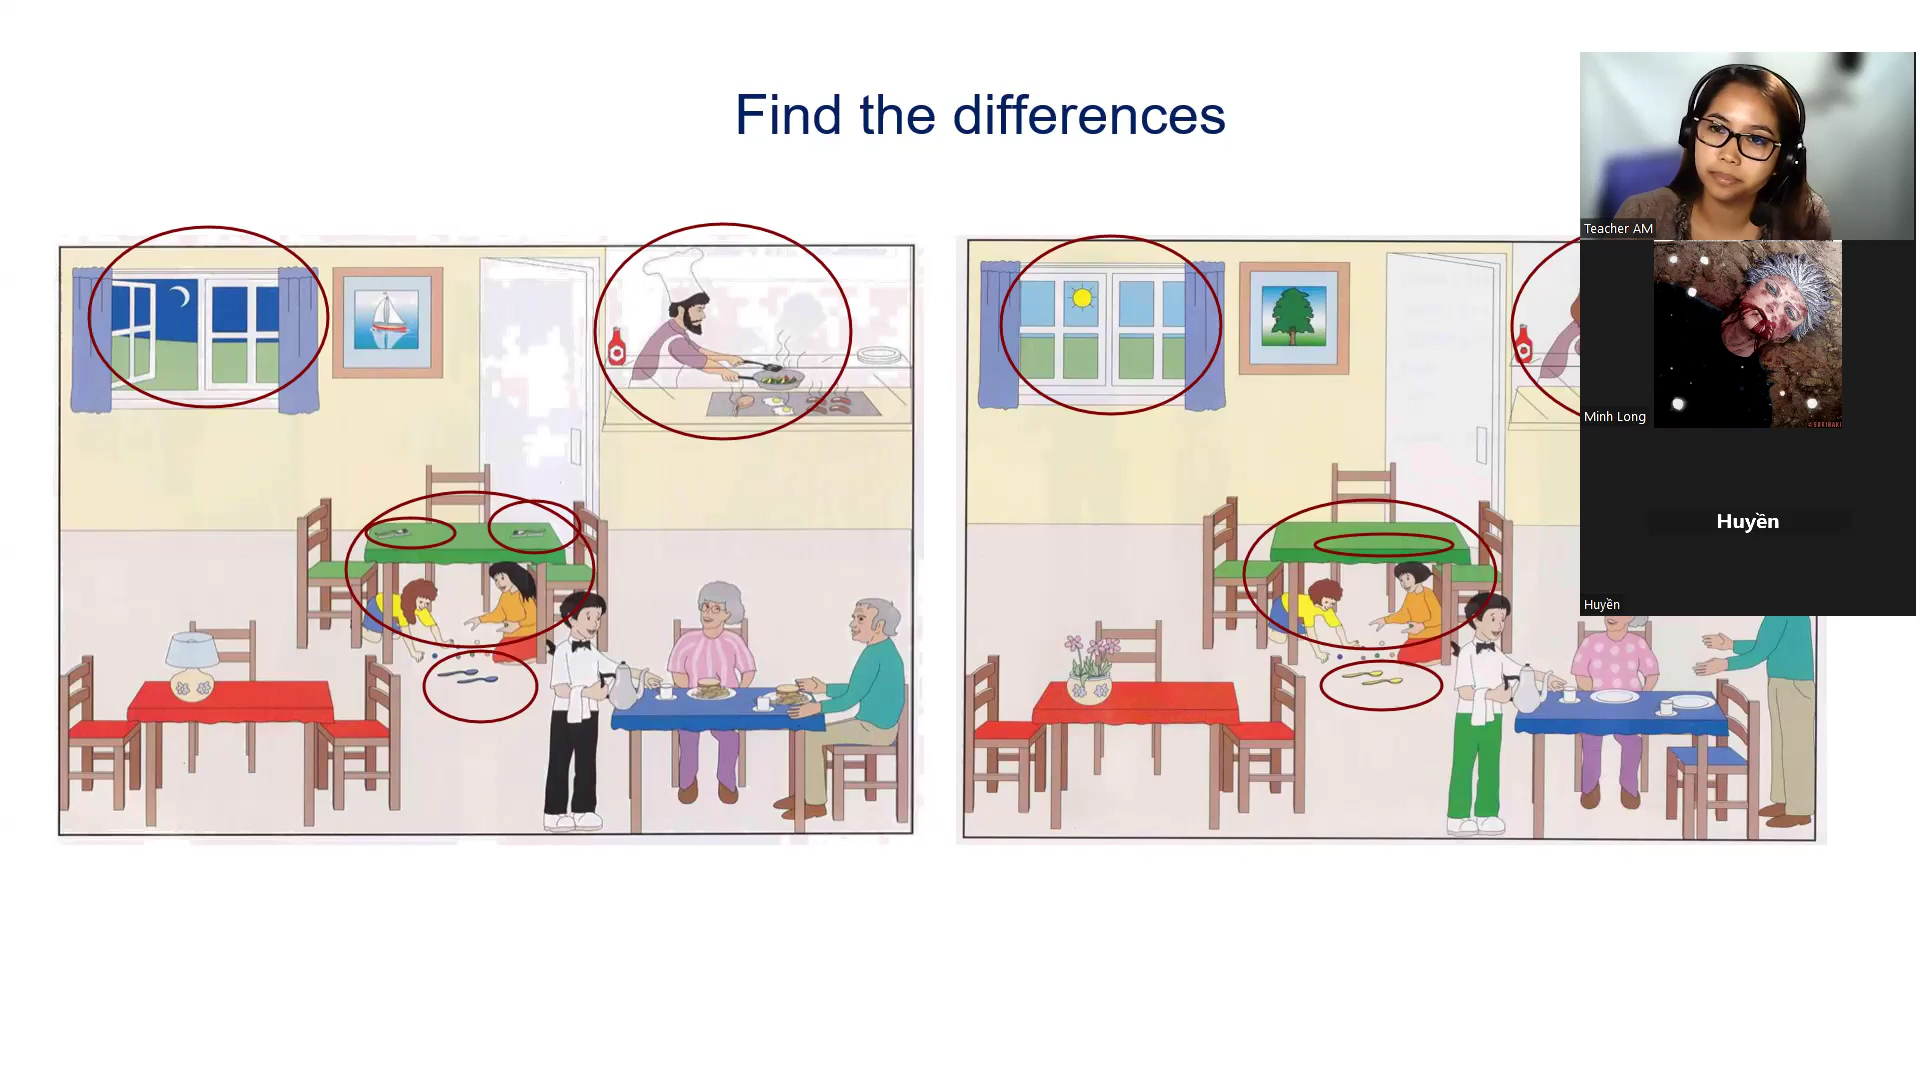 Find the differences
Teacher AM
Minh Long
Huyền
Huyền